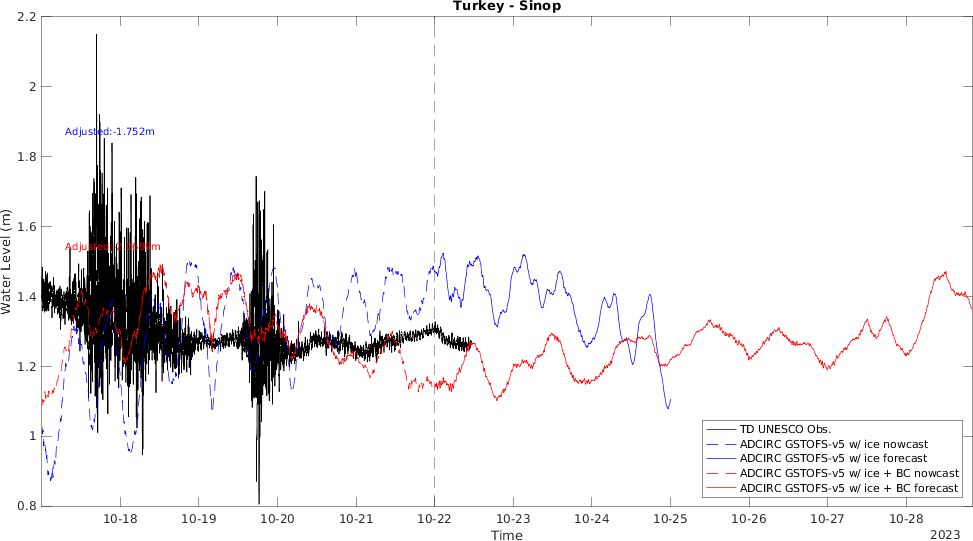 Turkey - Sinop
Water Level (m)
2.2
2
1.8
1.6
1.4
1.2
1
0.8
Adjusted:-1.752m
Adjusted:
TD UNESCO Obs.
ADCIRC GSTOFS-v5 w/ ice nowcast
ADCIRC GSTOFS-v5 w/ ice forecast
ADCIRC GSTOFS-v5 w/ ice + BC nowcast
ADCIRC GSTOFS-v5 w/ ice + BC forecast
10-18 10-19 10-20 10-21 10-22 10-23 10-24 10-25 10-26 10-27 10-28
Time
2023